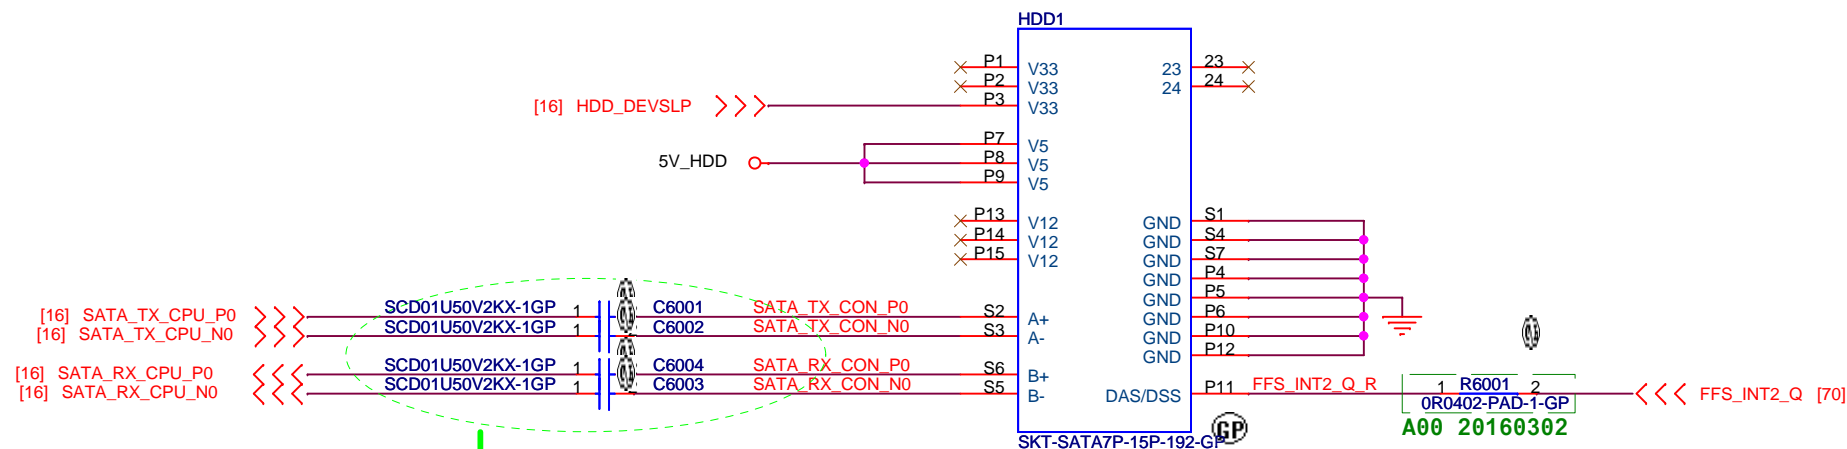 HDD1
P1 V33 23 23
P2 V33 24 24
[16] HDD_DEVSLP P3 V33
P7 V5
5V_HDD P8 V5
P9 V5
P13 V12 GND S1
P14 V12 GND S4
P15 V12 GND S7
GND P4
GND P5
[16] SATA_TX_CPU_P0 SCD01U50V2KX-1GP 1 C6001 SATA_TX_CON_P0 S2 A+ GND P6
[16] SATA_TX_CPU_N0 SCD01U50V2KX-1GP 1 C6002 SATA_TX_CON_N0 S3 A- GND P10
GND P12
[16] SATA_RX_CPU_P0 SCD01U50V2KX-1GP 1 C6004 SATA_RX_CON_P0 S6 B+
[16] SATA_RX_CPU_N0 SCD01U50V2KX-1GP 1 C6003 SATA_RX_CON_N0 S5 B- DAS/DSS P11 FFS_INT2_Q_R 1 R6001 2 FFS_INT2_Q [70]
0R0402-PAD-1-GP
A00 20160302
GP
SKT-SATA7P-15P-192-GP